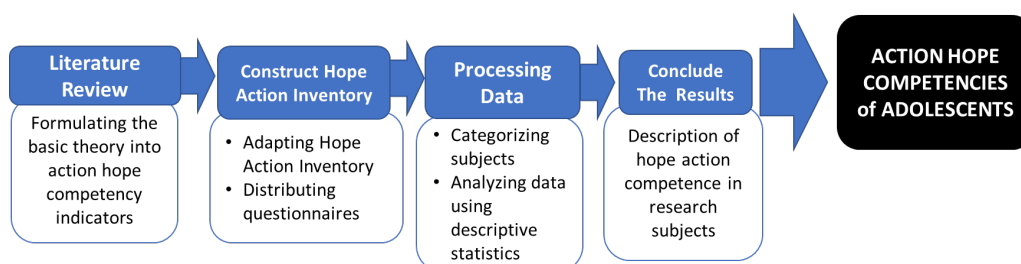 Literature
Review
Formulating the
basic theory into
action hope
competency
indicators
Construct Hope
Action Inventory
• Adapting Hope
Action Inventory
• Distributing
questionnaires
Processing
Data
• Categorizing
subjects
• Analyzing data
using
descriptive
statistics
Conclude
The Results
Description of
hope action
competence in
research
subjects
ACTION HOPE
COMPETENCIES
of ADOLESCENTS